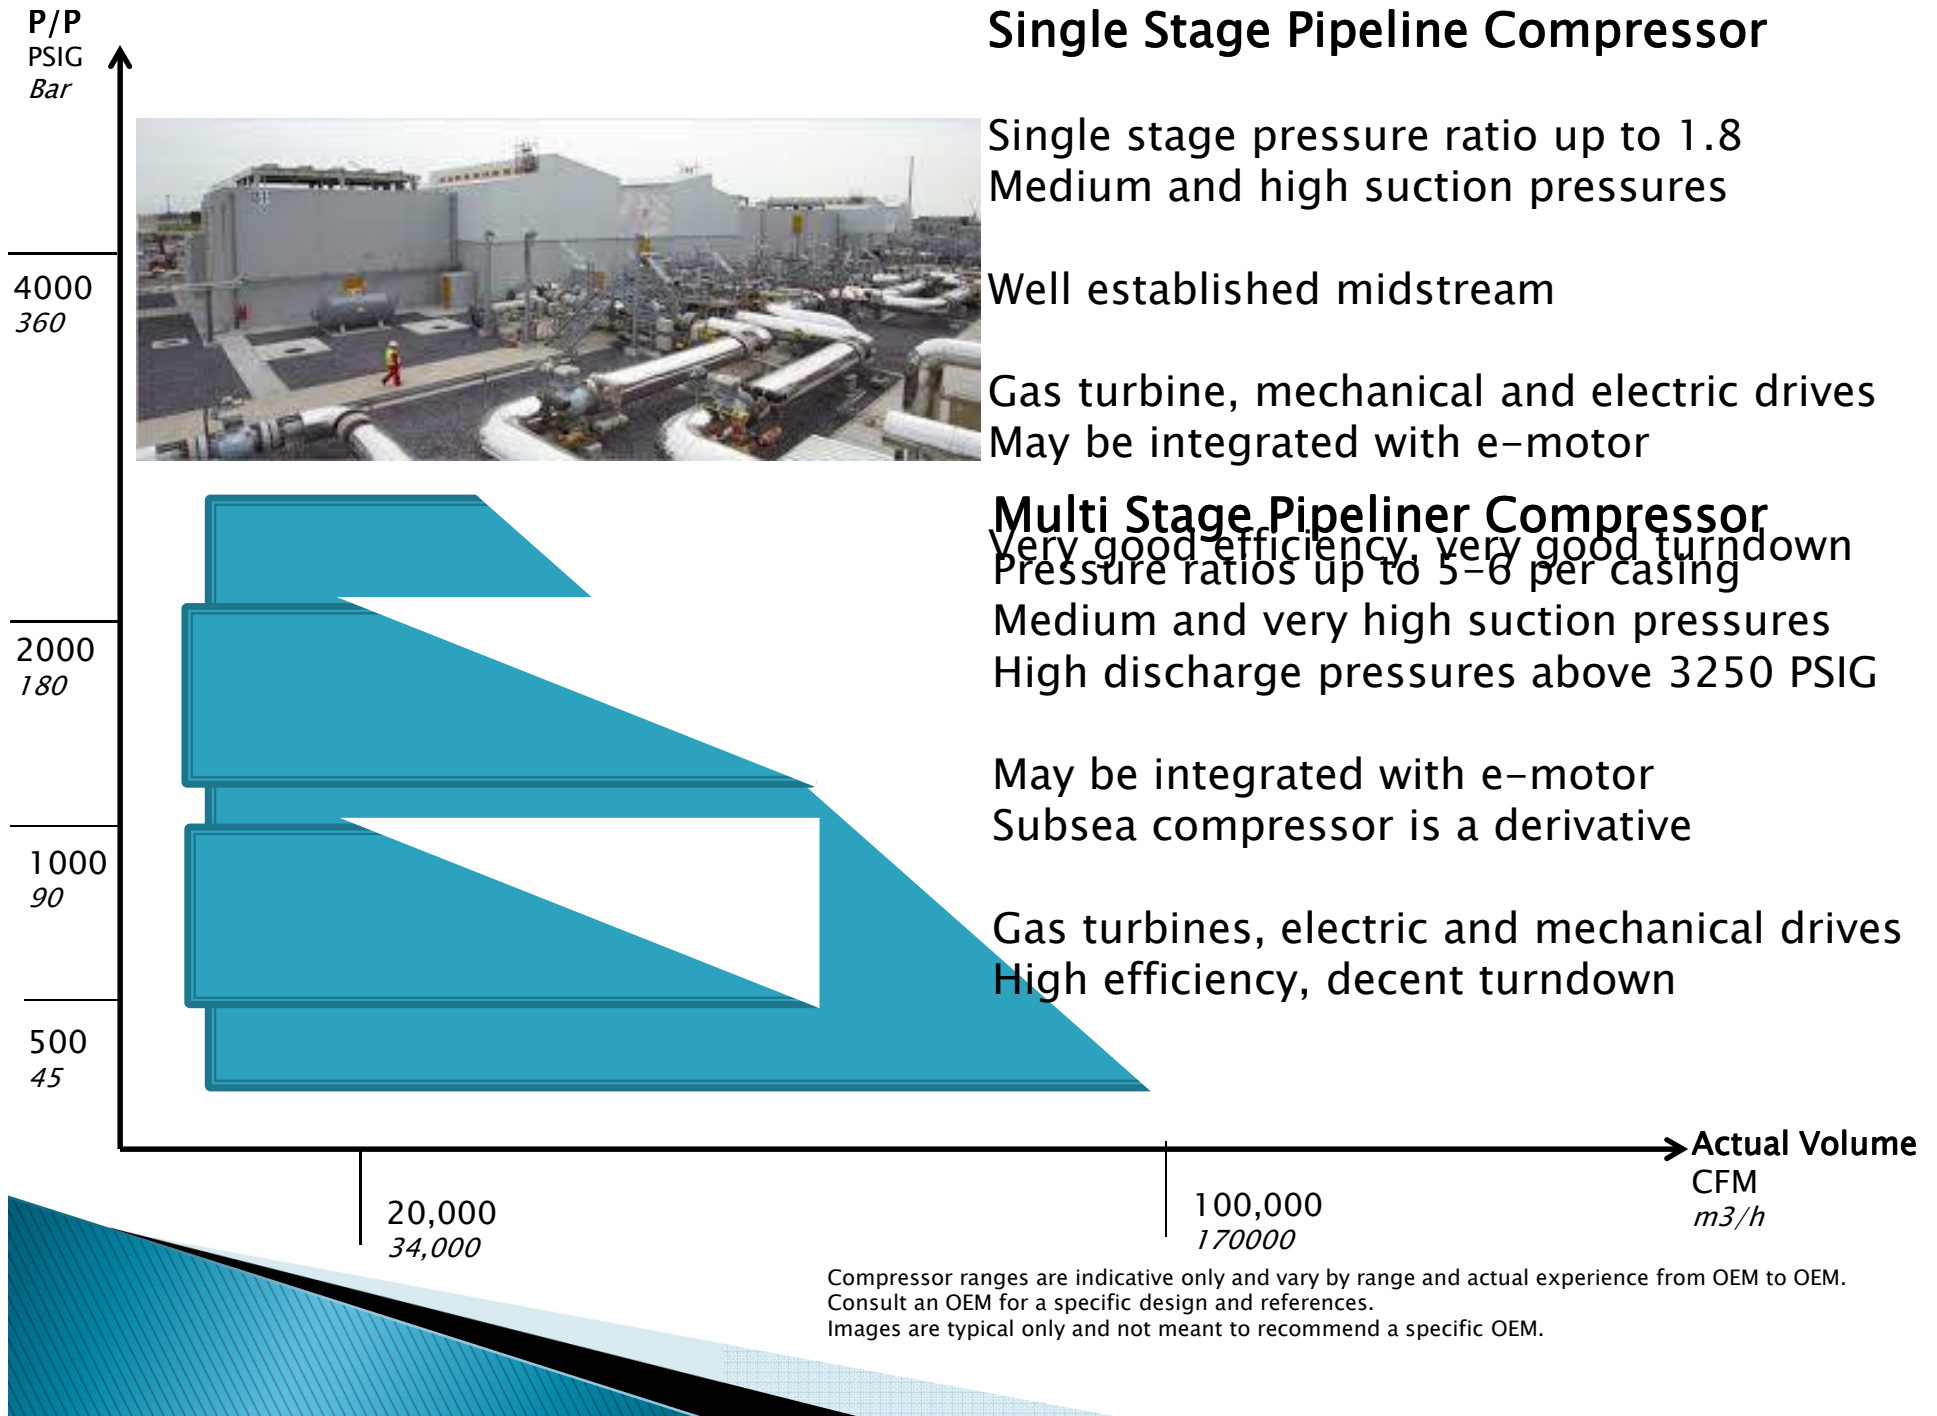 P/P
PSIG
Bar
Single Stage Pipeline Compressor
Single stage pressure ratio up to 1.8
Medium and high suction pressures
Well established midstream
Gas turbine, mechanical and electric drives
May be integrated with e-motor
Very good efficiency, very good turndown
Multi Stage Pipeliner Compressor
Pressure ratios up to 5-6 per casing
Medium and very high suction pressures
High discharge pressures above 3250 PSIG
May be integrated with e-motor
Subsea compressor is a derivative
Gas turbines, electric and mechanical drives
High efficiency, decent turndown
4000
360
2000
180
1000
90
500
45
20,000
34,000
100,000
170000
Actual Volume
CFM
m3/h
Compressor ranges are indicative only and vary by range and actual experience from OEM to OEM.
Consult an OEM for a specific design and references.
Images are typical only and not meant to recommend a specific OEM.